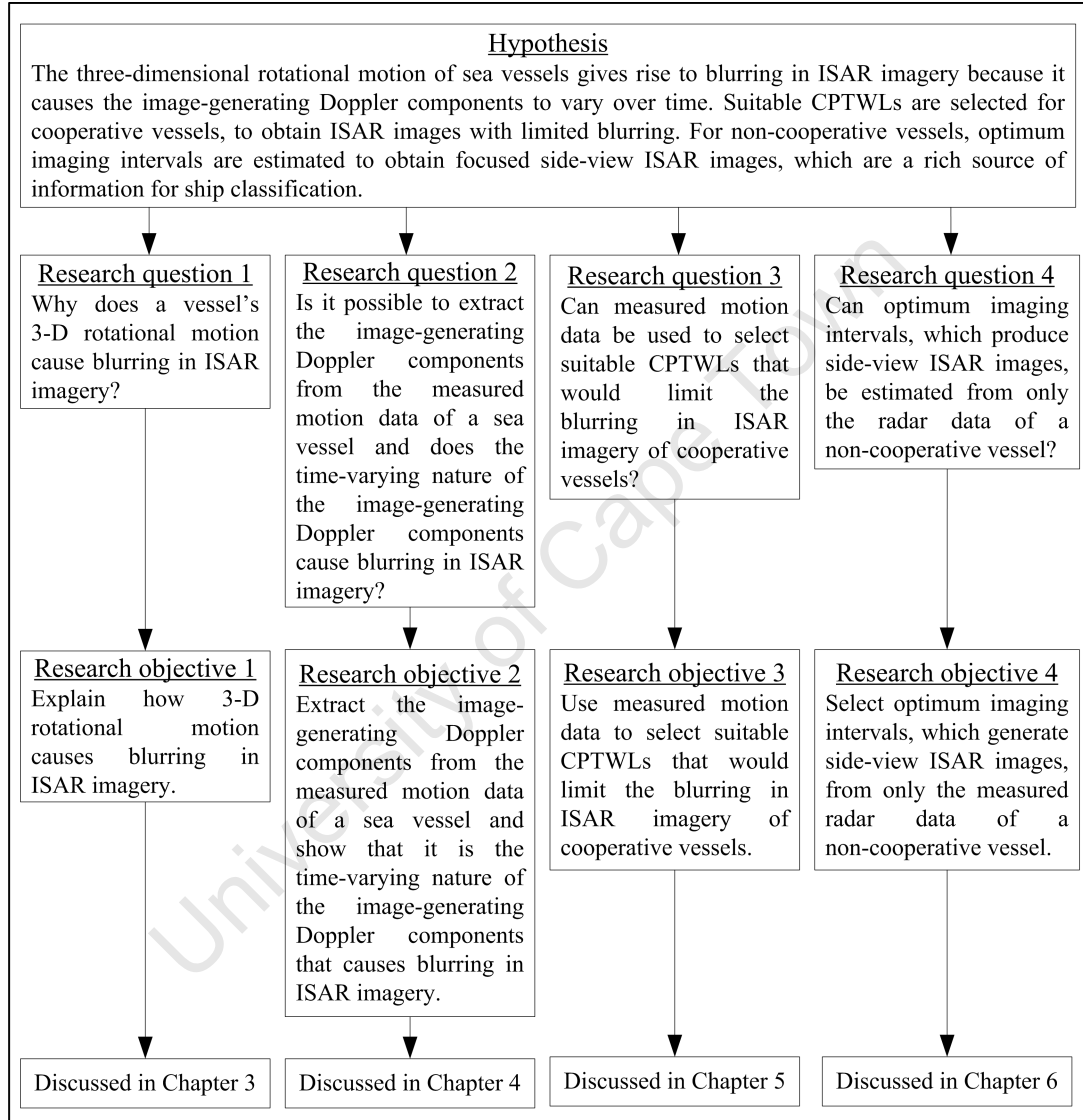 Hypothesis
The three-dimensional rotational motion of sea vessels gives rise to blurring in ISAR imagery because it
causes the image-generating Doppler components to vary over time. Suitable CPTWLs are selected for
cooperative vessels, to obtain ISAR images with limited blurring. For non-cooperative vessels, optimum
imaging intervals are estimated to obtain focused side-view ISAR images, which are a rich source of
information for ship classification.
Research question 1
Why does a vessel's
3-D rotational motion
cause blurring in ISAR
imagery?
Research question 2
Is it possible to extract
the image-generating
Doppler components
from the measured
motion data of a sea
vessel and does the
time-varying nature of
the image-generating
Doppler components
cause blurring in ISAR
imagery?
Research question 3
Can measured motion
data be used to select
suitable CPTWLs that
would limit the
blurring in ISAR
imagery of cooperative
vessels?
Research question 4
Can optimum imaging
intervals, which produce
side-view ISAR images,
be estimated from only
the radar data of a
non-cooperative vessel?
Research objective 1
Explain how 3-D
rotational motion
causes blurring in
ISAR imagery.
Research objective 2
Extract the image-
generating Doppler
components from the
measured motion data
of a sea vessel and
show that it is the
time-varying nature of
the image-generating
Doppler components
that causes blurring in
ISAR imagery.
Research objective 3
Use measured motion
data to select suitable
CPTWLs that would
limit the blurring in
ISAR imagery of
cooperative vessels.
Research objective 4
Select optimum imaging
intervals, which generate
side-view ISAR images,
from only the measured
radar data of a
non-cooperative vessel.
Discussed in Chapter 3
Discussed in Chapter 4
Discussed in Chapter 5
Discussed in Chapter 6
University of Cape Town